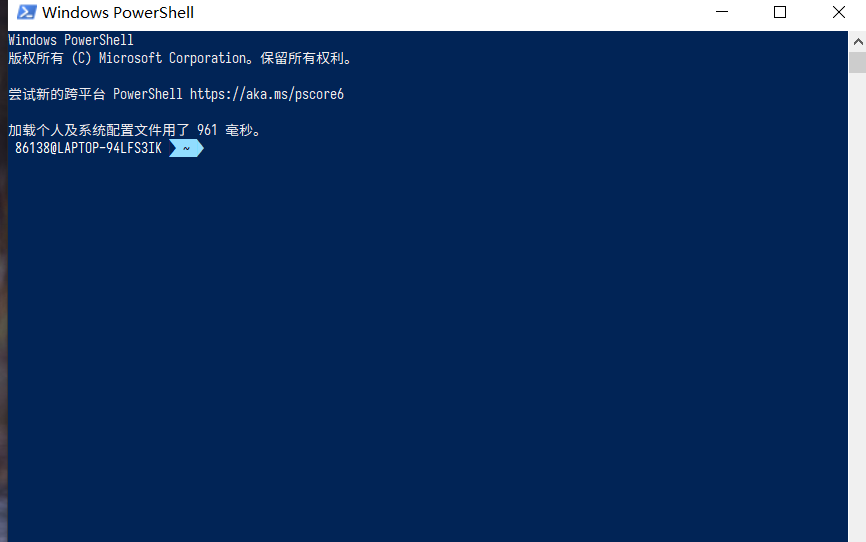 Windows PowerShell
Windows PowerShell
版权所有 (C) Microsoft Corporation。保留所有权利。
尝试新的跨平台 PowerShell https://aka.ms/pscore6
加载个人及系统配置文件用了 961 毫秒。
86138@LAPTOP-94LFS3IK ~